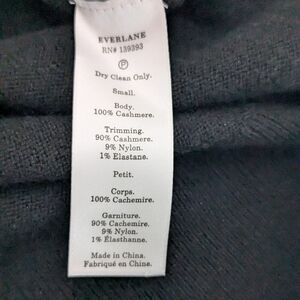 EVERLANE
RN# 139393
P
Dry Clean Only.
Small.
Body.
100% Cashmere.
Trimming.
90% Cashmere.
9% Nylon.
1% Elastane.
Petit.
Corps.
100% Cachemire.
Garniture.
90% Cachemire.
9% Nylon.
1% Élasthanne.
Made in China.
Fabriqué en Chine.